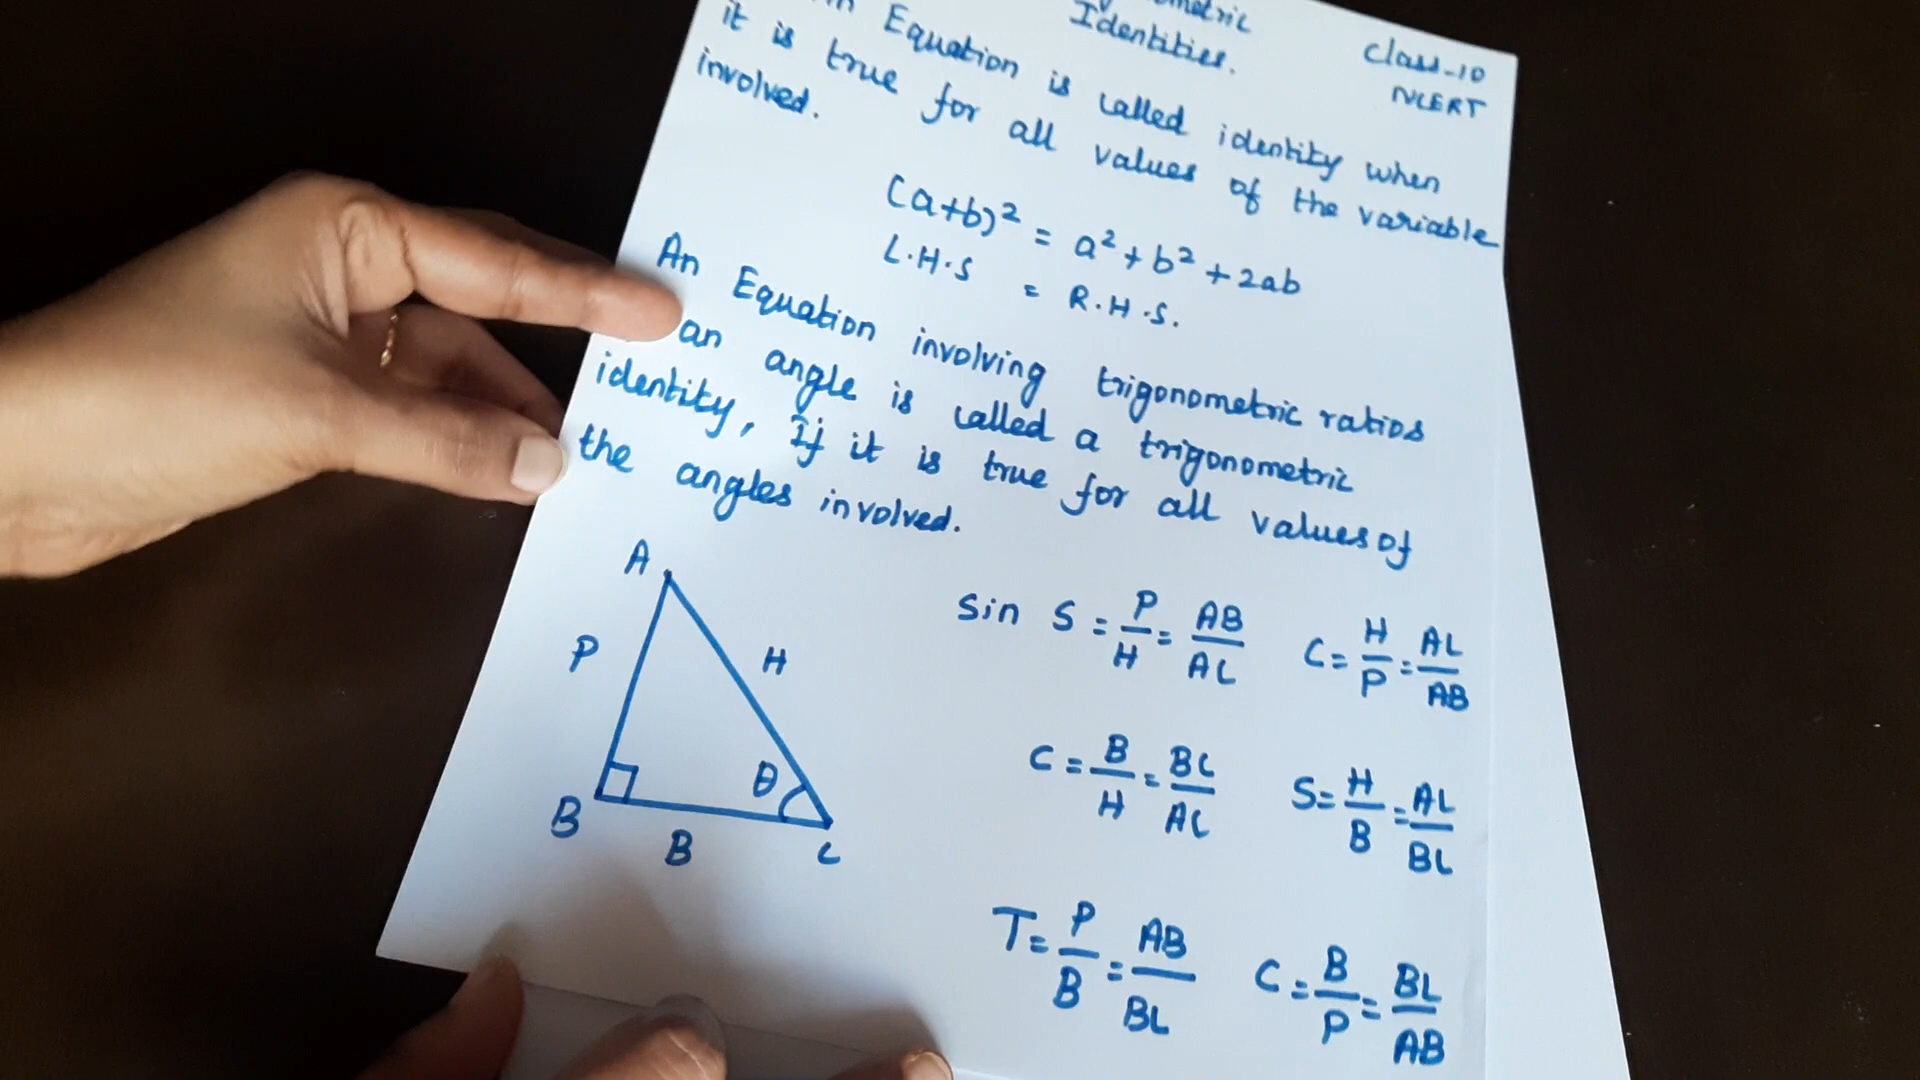 Identities.
Class-10
NCERT
Equation is called identity when
it is true for all values of the variable
involved.
(a+b)² = a² + b² + 2ab
L.H.S = R.H.S.
An Equation involving trigonometric ratios
an angle is called a trigonometric
identity, If it is true for all values of
the angles involved.
A
P
H
θ
B
B
C
Sin S = P/H = AB/AC
C = H/P = AC/AB
C = B/H = BC/AC
S = H/B = AC/BC
T = P/B = AB/BC
C = B/P = BC/AB